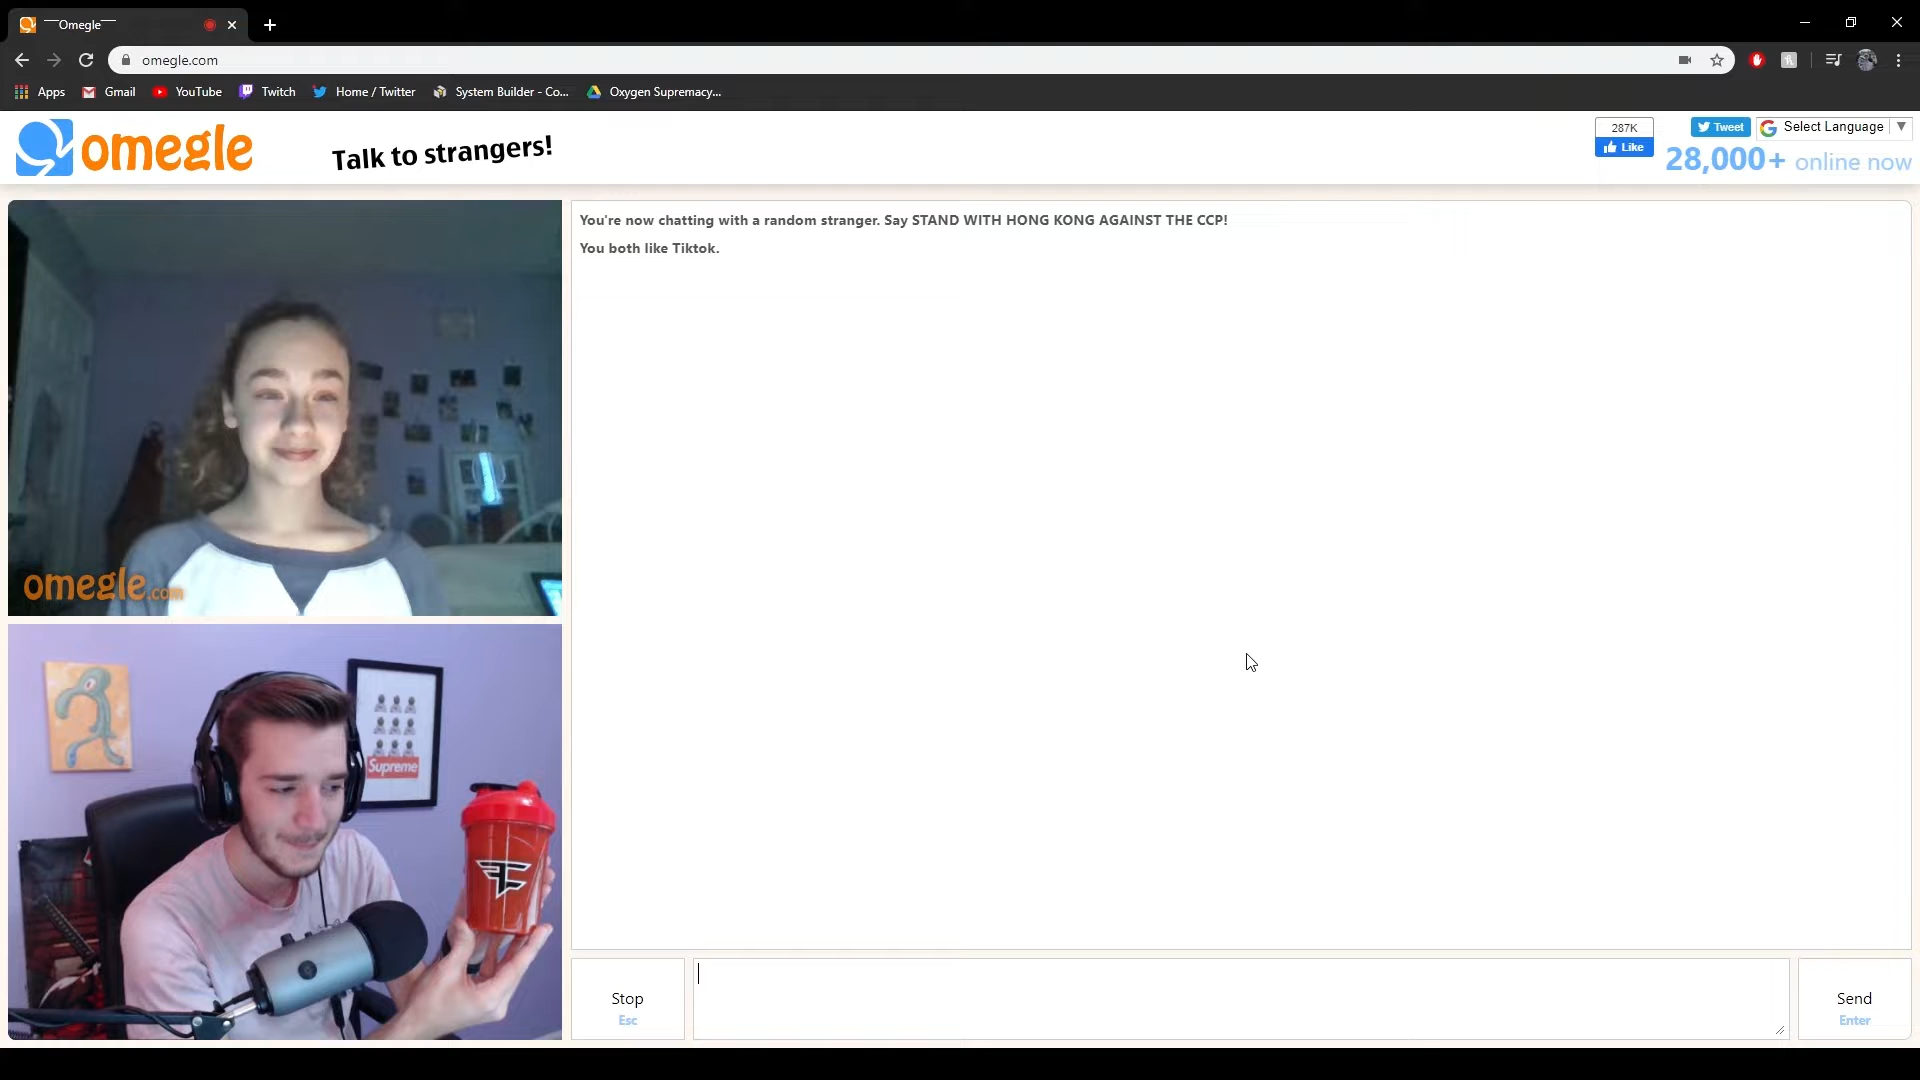 Omegle
omegle.com
Apps
Gmail
YouTube
Twitch
Home / Twitter
System Builder - Co...
Oxygen Supremacy...
omegle
Talk to strangers!
287K
Like
Tweet
Select Language
28,000+ online now
You're now chatting with a random stranger. Say STAND WITH HONG KONG AGAINST THE CCP!
You both like Tiktok.
omegle.com
Supreme
Stop
Esc
Send
Enter